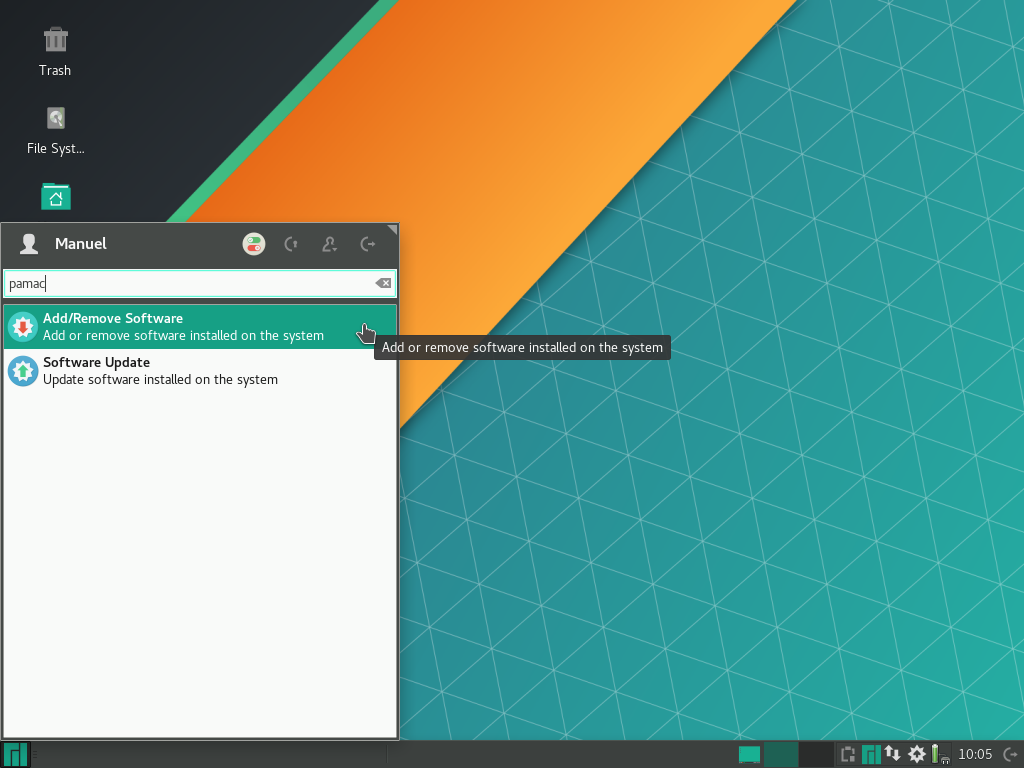 Trash
File Syst...
Manuel
pamac
Add/Remove Software
Add or remove software installed on the system
Add or remove software installed on the system
Software Update
Update software installed on the system
10:05